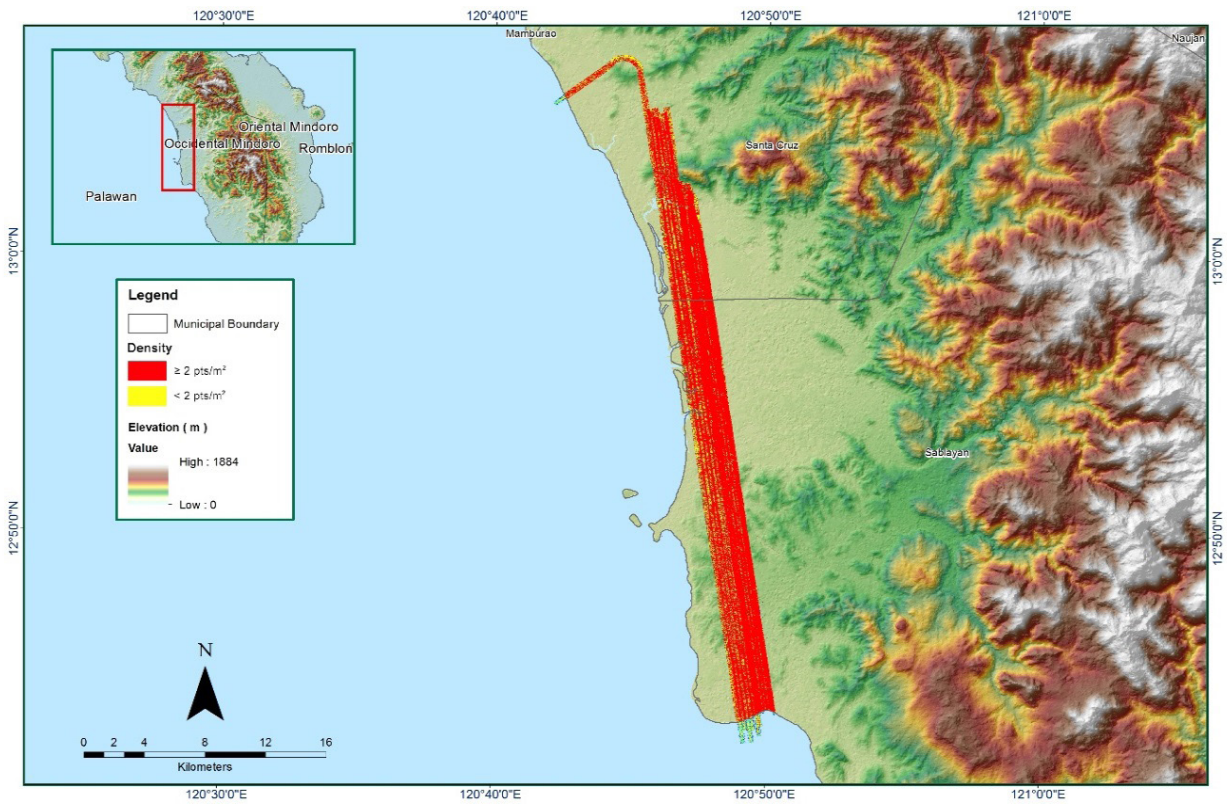 120°30'0"E
120°40'0"E
120°50'0"E
121°0'0"E
Mamburao
Naujan
Oriental Mindoro
Occidental Mindoro
Romblon
Palawan
Santa Cruz
13°0'0"N
13°0'0"N
Legend
Municipal Boundary
Density
≥ 2 pts/m²
< 2 pts/m²
Elevation ( m )
Value
High : 1884
Low : 0
Sablayan
12°50'0"N
12°50'0"N
N
0 2 4 8 12 16
Kilometers
120°30'0"E
120°40'0"E
120°50'0"E
121°0'0"E